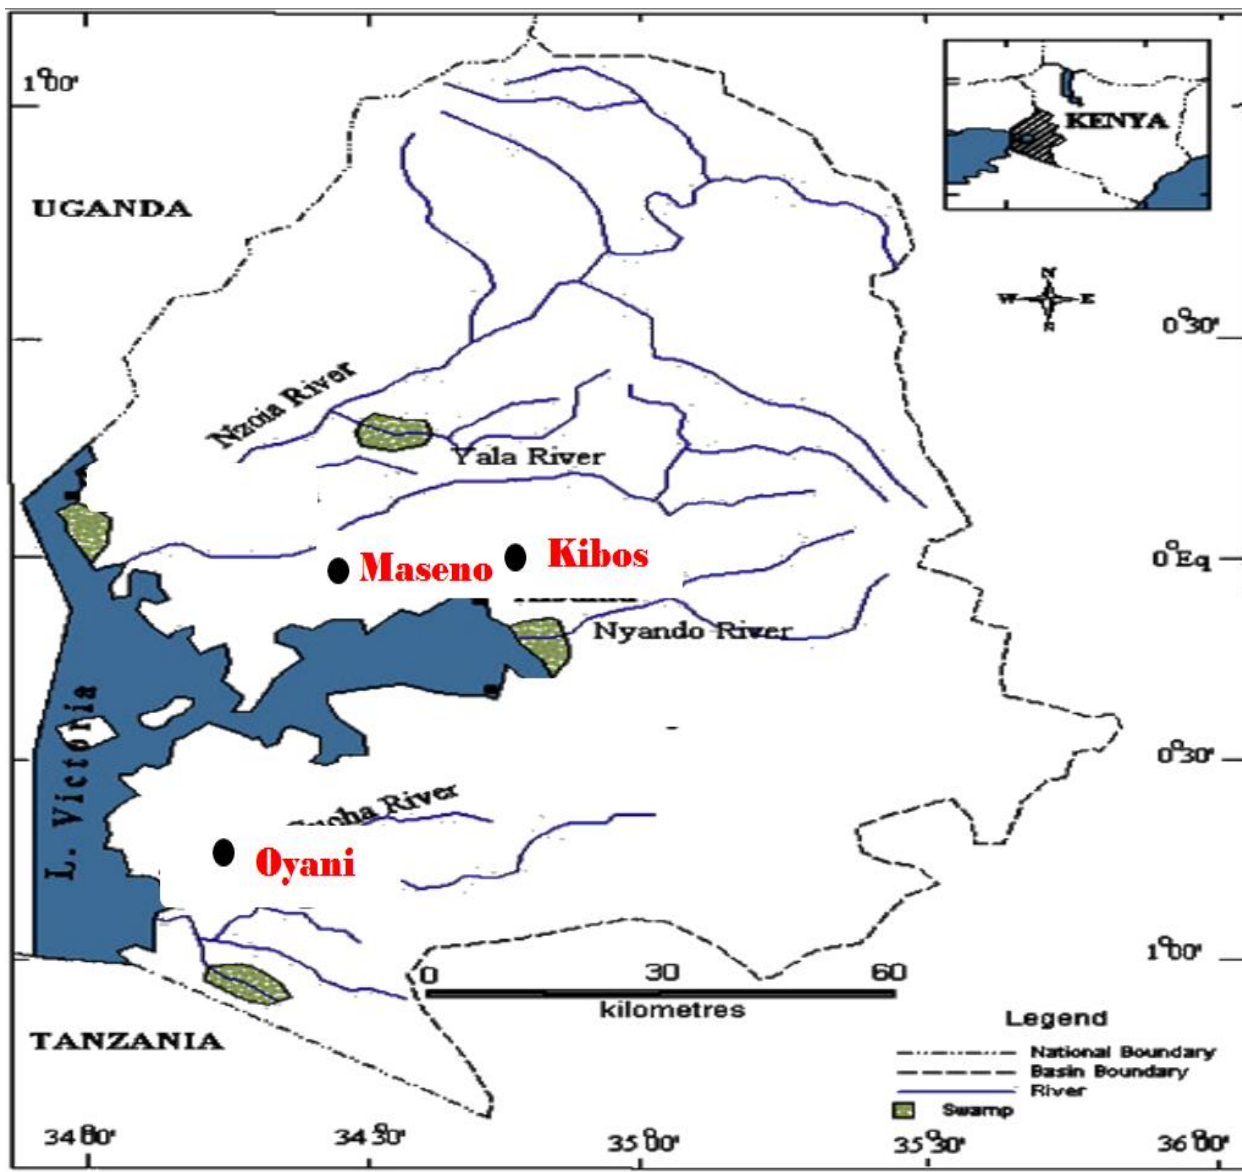 1°00'
KENYA
UGANDA
N
W E
0°30'
Nzoia River
Yala River
0°Eq
Maseno
Kibos
Nyando River
L. Victoria
0°30'
River
Oyani
1°00'
0 30 60
kilometres
Legend
National Boundary
Basin Boundary
River
Swamp
TANZANIA
34°00' 34°30' 35°00' 35°30' 36°00'